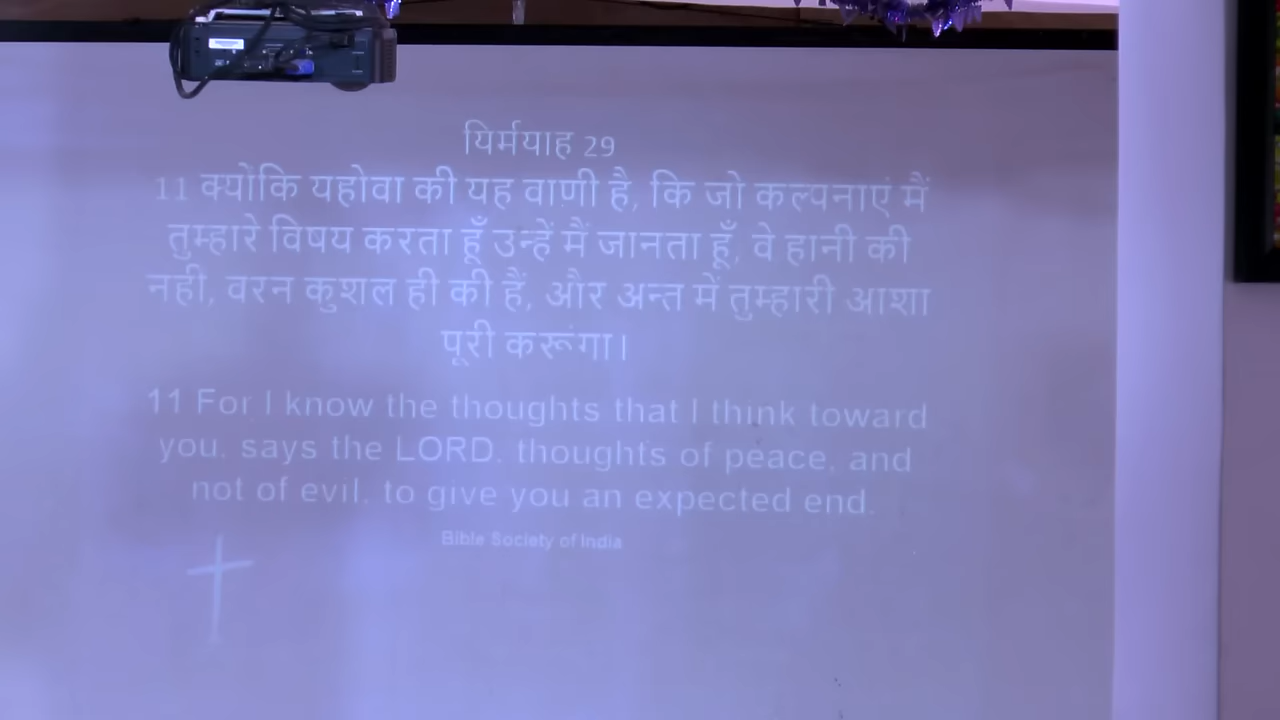 यिर्मयाह 29
11 क्योंकि यहोवा की यह वाणी है, कि जो कल्पनाएं मैं
तुम्हारे विषय करता हूँ उन्हें मैं जानता हूँ, वे हानी की
नही, वरन कुशल ही की हैं, और अन्त में तुम्हारी आशा
पूरी करूंगा।
11 For I know the thoughts that I think toward
you, says the LORD, thoughts of peace, and
not of evil, to give you an expected end.
Bible Society of India